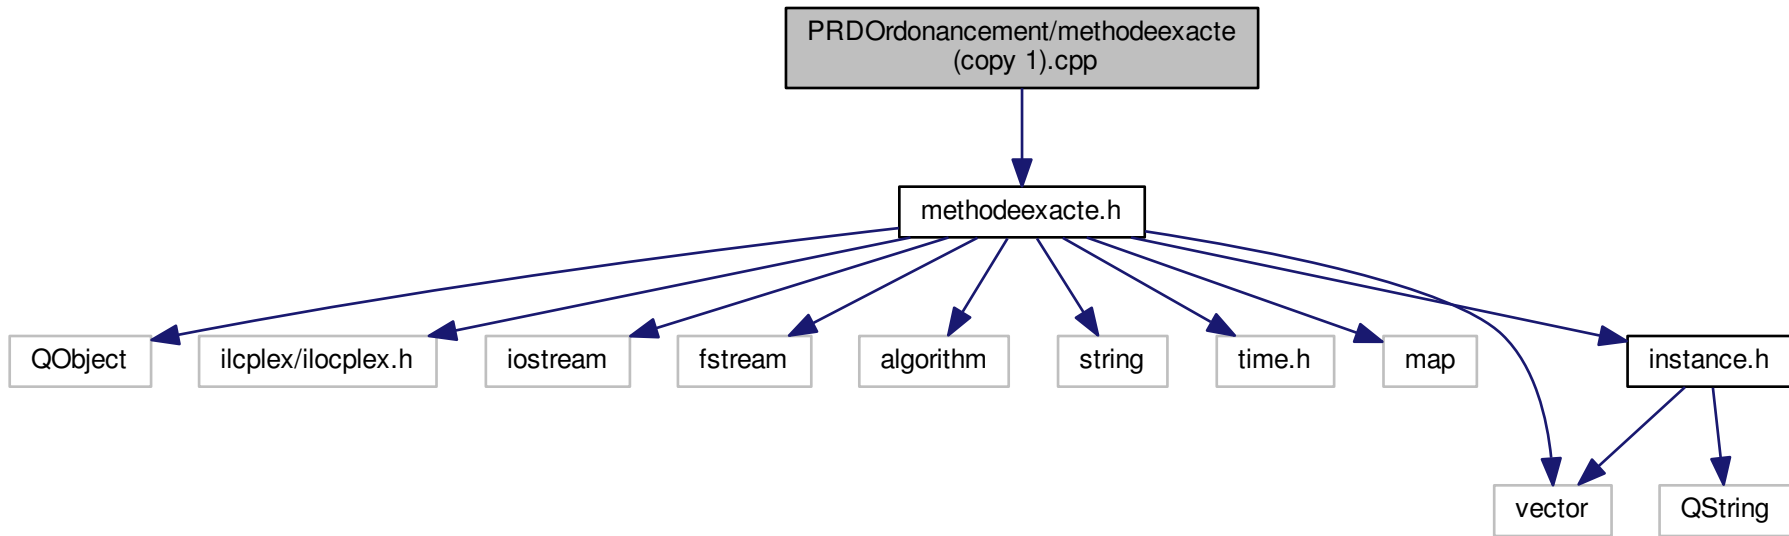 PRDOrdonancement/methodeexacte
(copy 1).cpp
methodeexacte.h
QObject
ilcplex/ilocplex.h
iostream
fstream
algorithm
string
time.h
map
instance.h
vector
QString